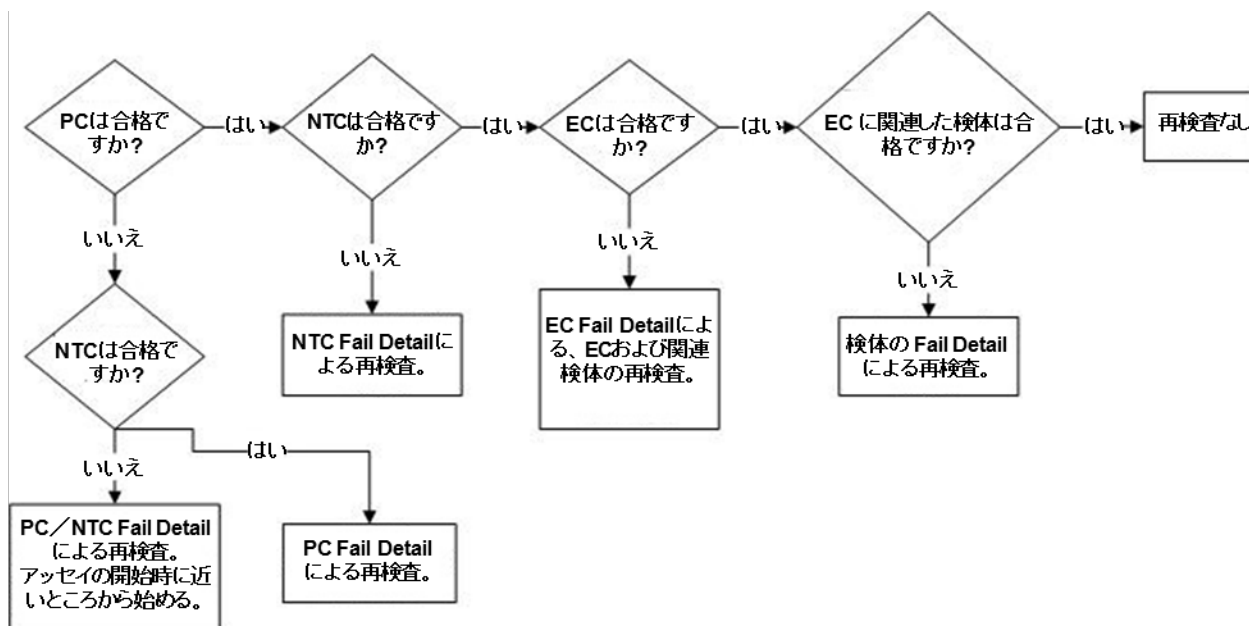 PCは合格で
すか?
はい
NTCは合格です
か?
はい
ECは合格です
か?
はい
EC に関連した検体は合
格ですか?
はい
再検査なし
いいえ
いいえ
いいえ
いいえ
NTCは合格で
すか?
NTC Fail Detailに
よる再検査。
EC Fail Detailによ
る、ECおよび関連
検体の再検査。
検体の Fail Detail
による再検査。
いいえ
はい
PC/NTC Fail Detail
による再検査。
アッセイの開始時に近
いところから始める。
PC Fail Detail
による再検査。